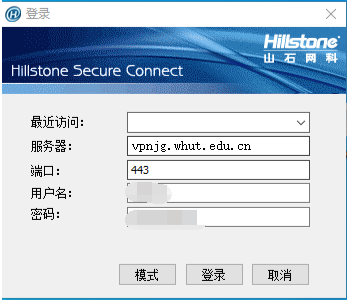 登录
Hillstone
山石网科
Hillstone Secure Connect
最近访问：
服务器： vpnjg.whut.edu.cn
端口： 443
用户名：
密码：
模式 登录 取消